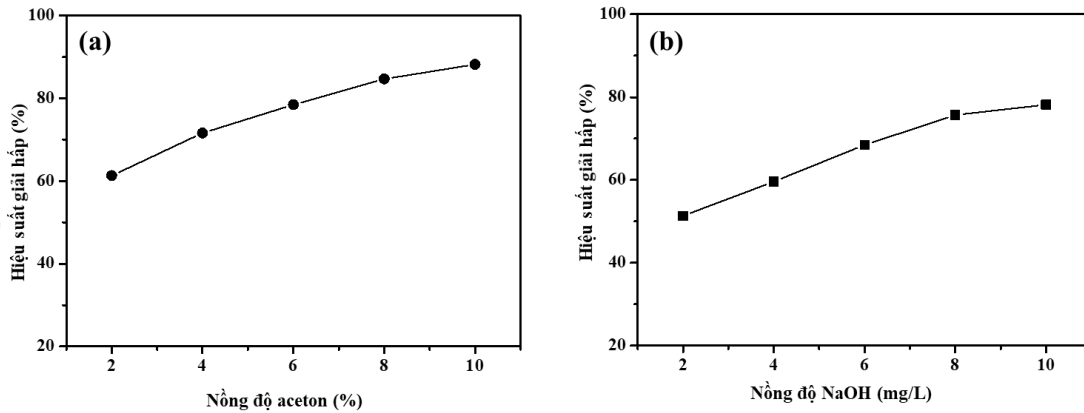 (a)
Hiệu suất giải hấp (%)
100
80
60
40
20
2 4 6 8 10
Nồng độ aceton (%)
(b)
Hiệu suất giải hấp (%)
100
80
60
40
20
2 4 6 8 10
Nồng độ NaOH (mg/L)